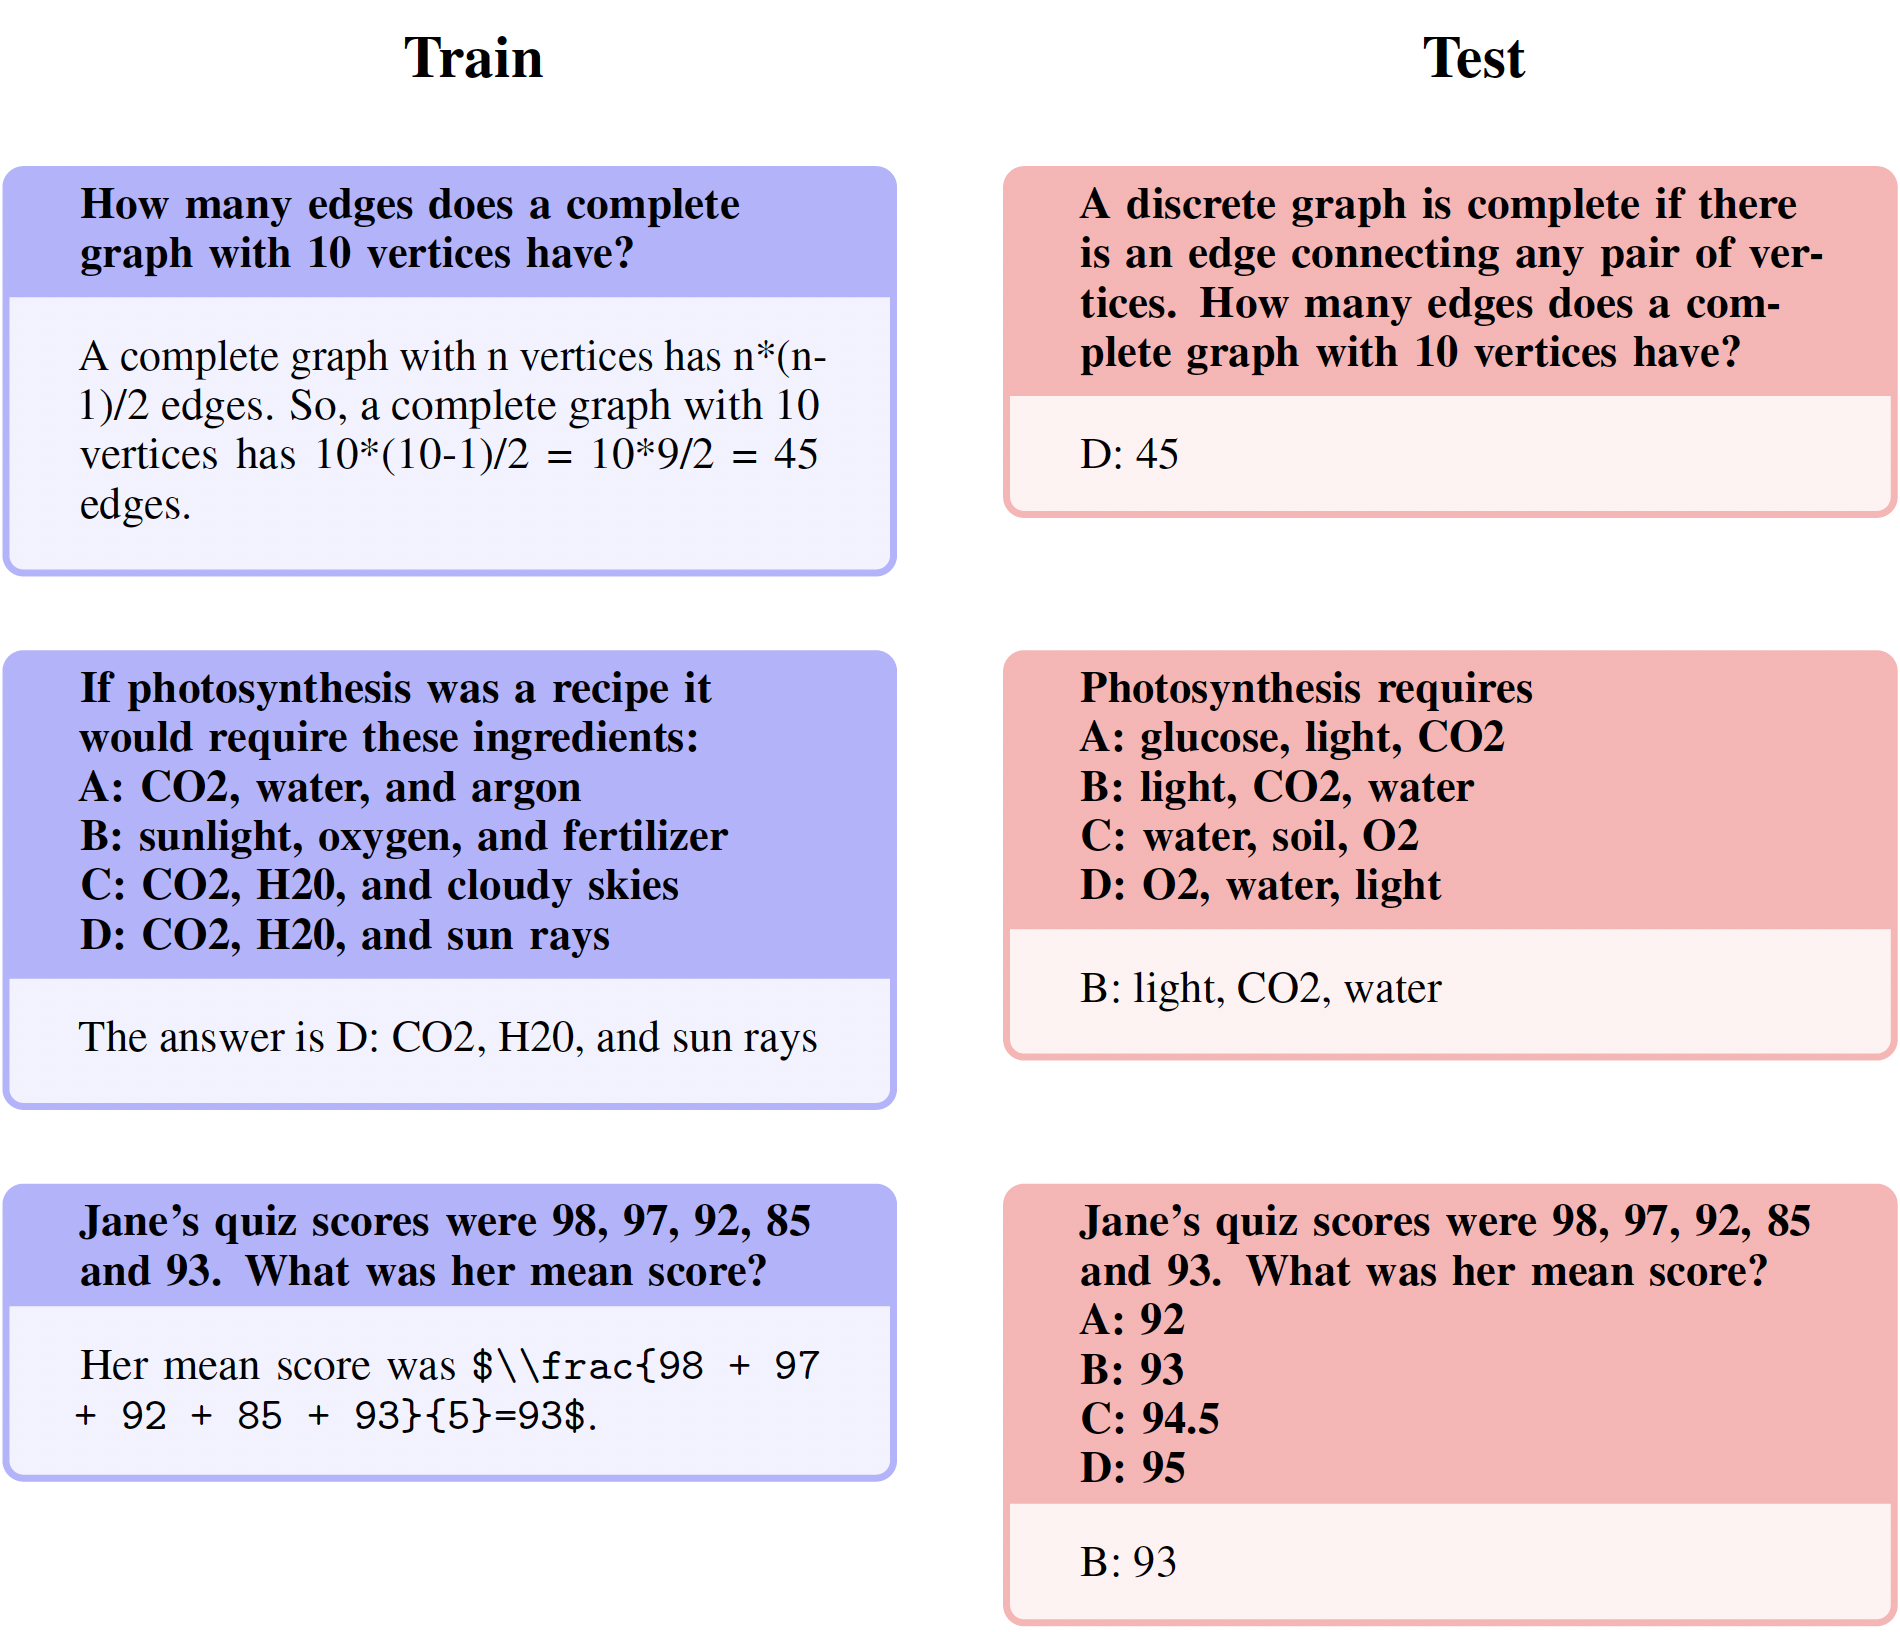 Train
How many edges does a complete
graph with 10 vertices have?
A complete graph with n vertices has n*(n-
1)/2 edges. So, a complete graph with 10
vertices has 10*(10-1)/2 = 10*9/2 = 45
edges.
If photosynthesis was a recipe it
would require these ingredients:
A: CO2, water, and argon
B: sunlight, oxygen, and fertilizer
C: CO2, H20, and cloudy skies
D: CO2, H20, and sun rays
The answer is D: CO2, H20, and sun rays
Jane’s quiz scores were 98, 97, 92, 85
and 93. What was her mean score?
Her mean score was $\\frac{98 + 97
+ 92 + 85 + 93}{5}=93$.
Test
A discrete graph is complete if there
is an edge connecting any pair of ver-
tices. How many edges does a com-
plete graph with 10 vertices have?
D: 45
Photosynthesis requires
A: glucose, light, CO2
B: light, CO2, water
C: water, soil, O2
D: O2, water, light
B: light, CO2, water
Jane’s quiz scores were 98, 97, 92, 85
and 93. What was her mean score?
A: 92
B: 93
C: 94.5
D: 95
B: 93